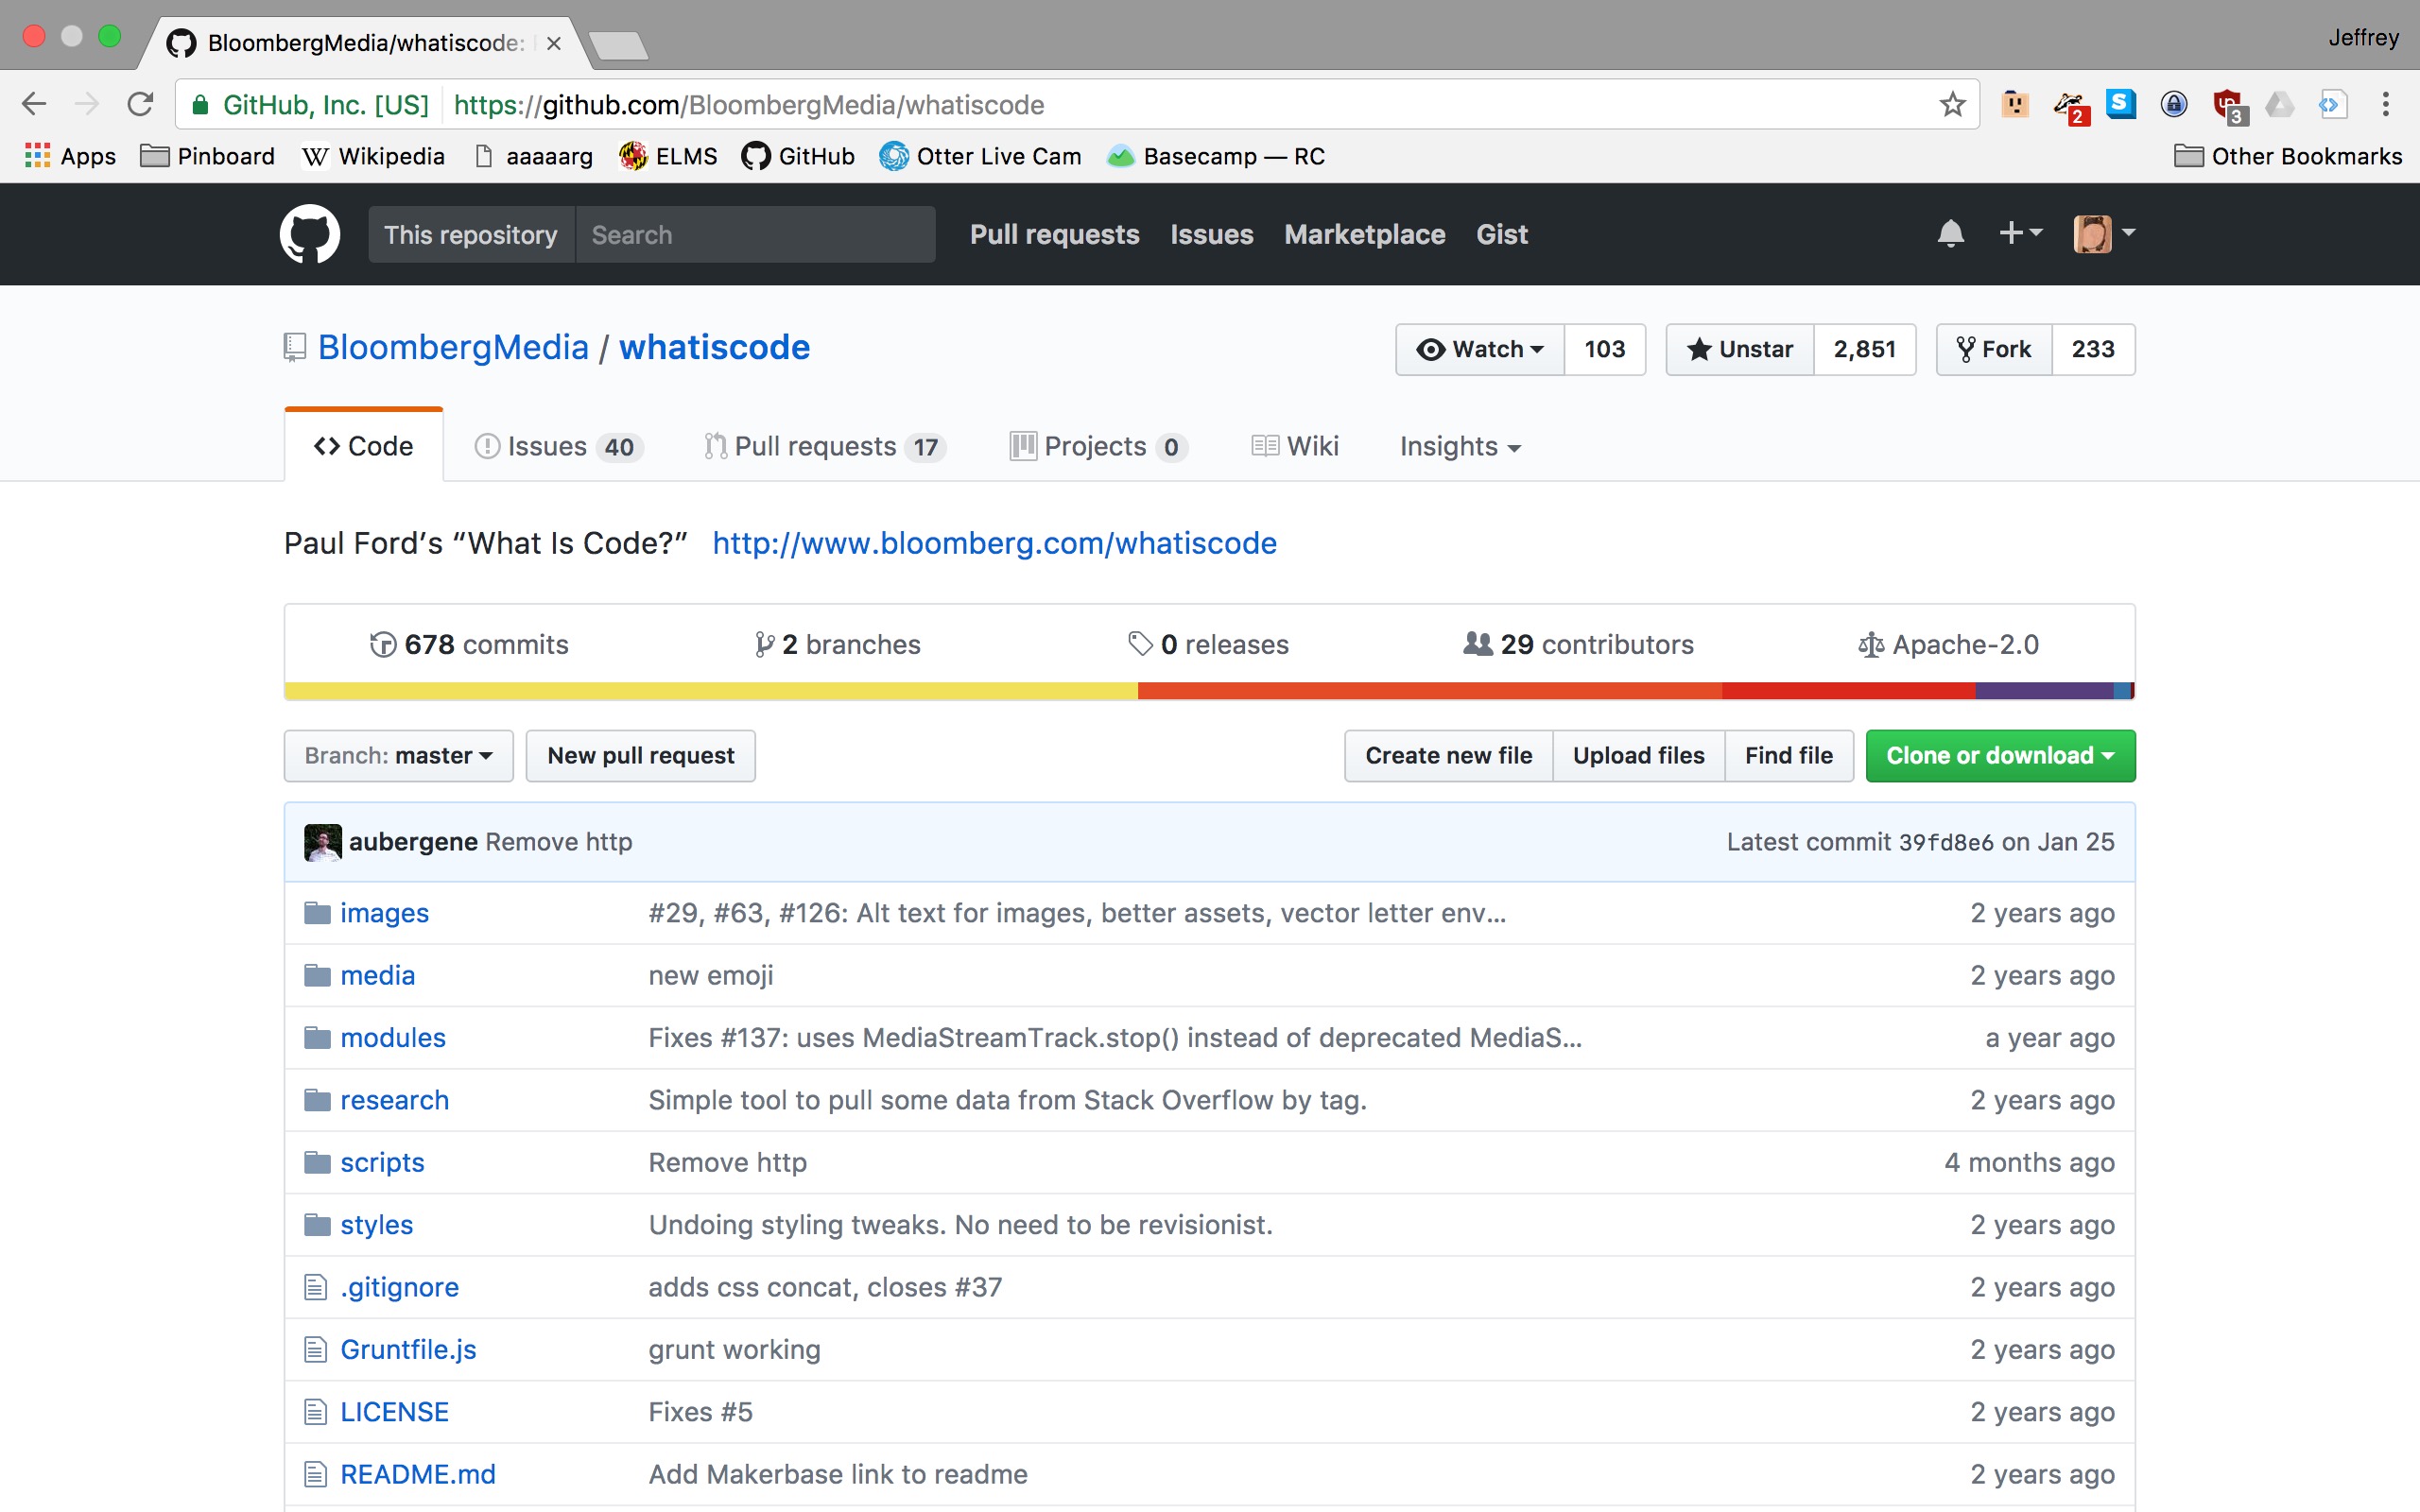 BloombergMedia/whatiscode:
Jeffrey
GitHub, Inc. [US] https://github.com/BloombergMedia/whatiscode
2 S 3
Apps Pinboard W Wikipedia aaaaarg ELMS GitHub Otter Live Cam Basecamp — RC Other Bookmarks
This repository Search Pull requests Issues Marketplace Gist
BloombergMedia / whatiscode Watch 103 Unstar 2,851 Fork 233
Code Issues 40 Pull requests 17 Projects 0 Wiki Insights
Paul Ford’s “What Is Code?” http://www.bloomberg.com/whatiscode
678 commits 2 branches 0 releases 29 contributors Apache-2.0
Branch: master New pull request Create new file Upload files Find file Clone or download
aubergene Remove http Latest commit 39fd8e6 on Jan 25
images #29, #63, #126: Alt text for images, better assets, vector letter env… 2 years ago
media new emoji 2 years ago
modules Fixes #137: uses MediaStreamTrack.stop() instead of deprecated MediaS… a year ago
research Simple tool to pull some data from Stack Overflow by tag. 2 years ago
scripts Remove http 4 months ago
styles Undoing styling tweaks. No need to be revisionist. 2 years ago
.gitignore adds css concat, closes #37 2 years ago
Gruntfile.js grunt working 2 years ago
LICENSE Fixes #5 2 years ago
README.md Add Makerbase link to readme 2 years ago